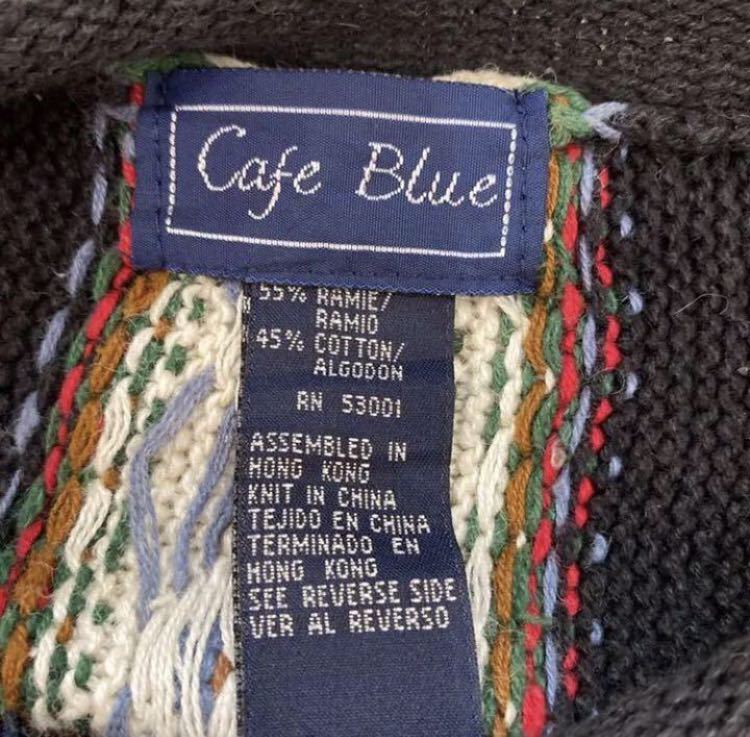 Cafe Blue
55% RAMIE/
RAMIO
45% COTTON/
ALGODON
RN 53001
ASSEMBLED IN
HONG KONG
KNIT IN CHINA
TEJIDO EN CHINA
TERMINADO EN
HONG KONG
SEE REVERSE SIDE
VER AL REVERSO